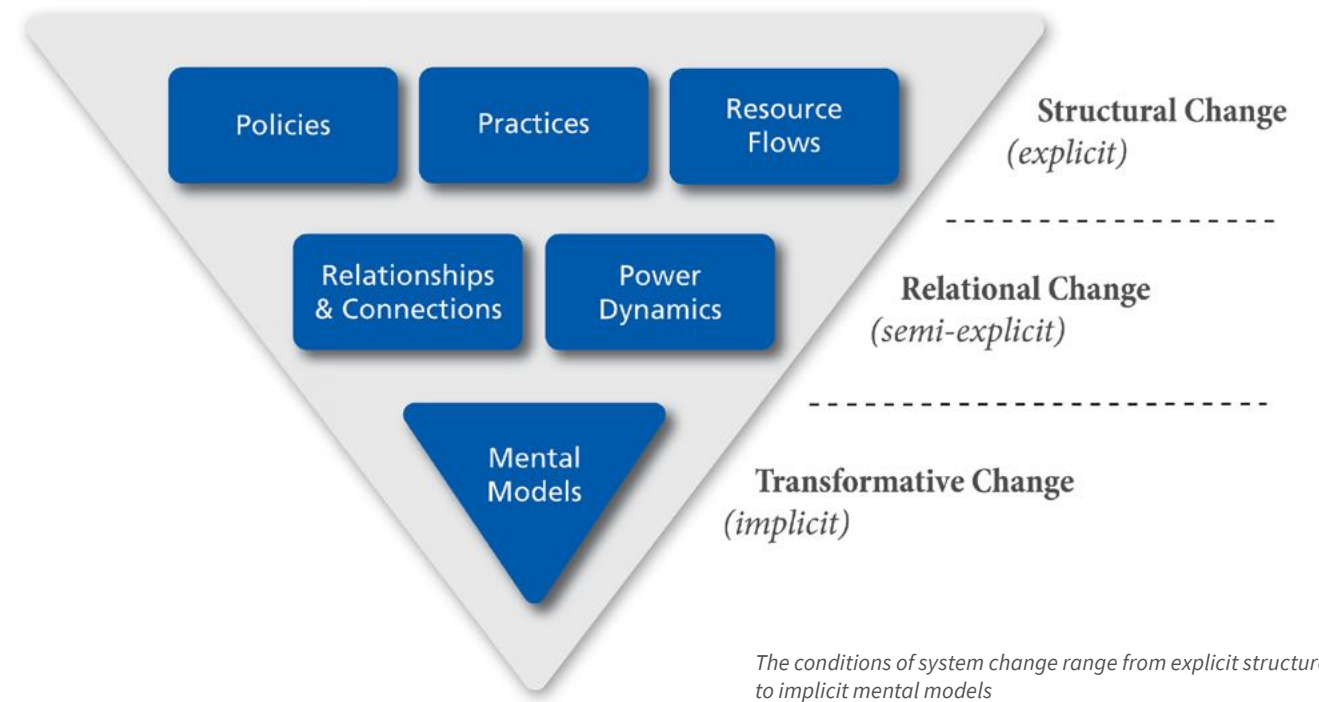 Policies
Practices
Resource
Flows
Structural Change
(explicit)
Relationships
& Connections
Power
Dynamics
Relational Change
(semi-explicit)
Mental
Models
Transformative Change
(implicit)
The conditions of system change range from explicit structur
to implicit mental models